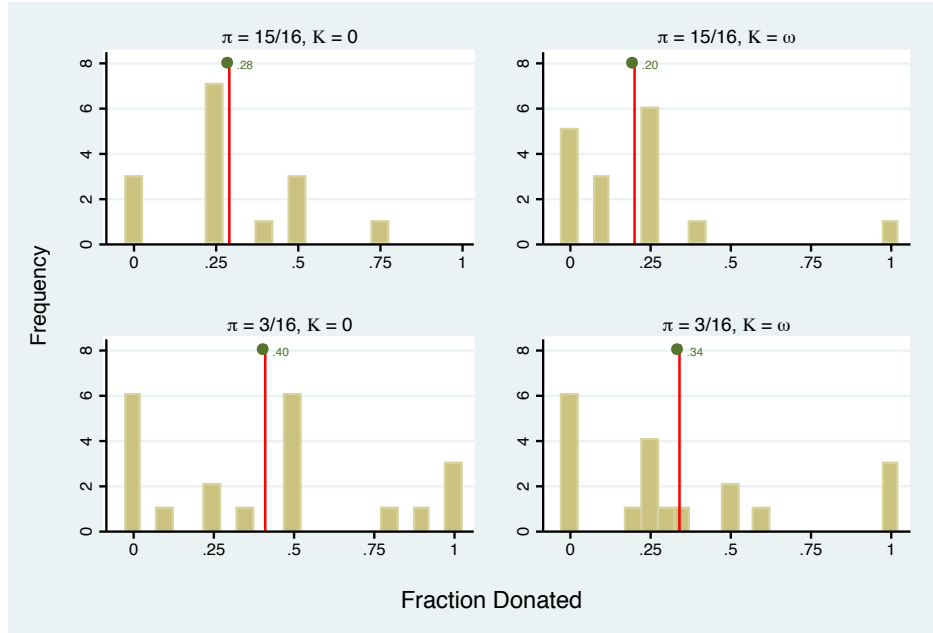 π = 15/16, K = 0
8
6
4
2
0
.28
0 .25 .5 .75 1
π = 15/16, K = ω
8
6
4
2
0
.20
0 .25 .5 .75 1
Frequency
π = 3/16, K = 0
8
6
4
2
0
.40
0 .25 .5 .75 1
π = 3/16, K = ω
8
6
4
2
0
.34
0 .25 .5 .75 1
Fraction Donated